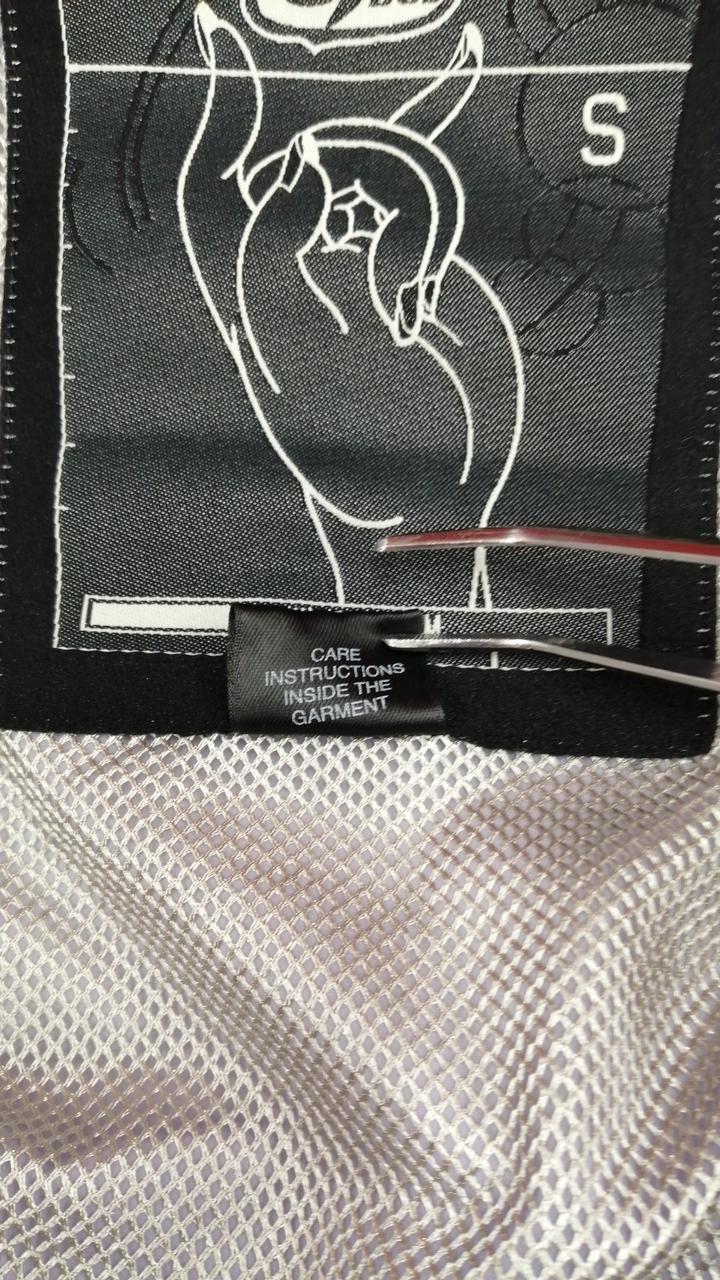 S
CARE
INSTRUCTIONS
INSIDE THE
GARMENT